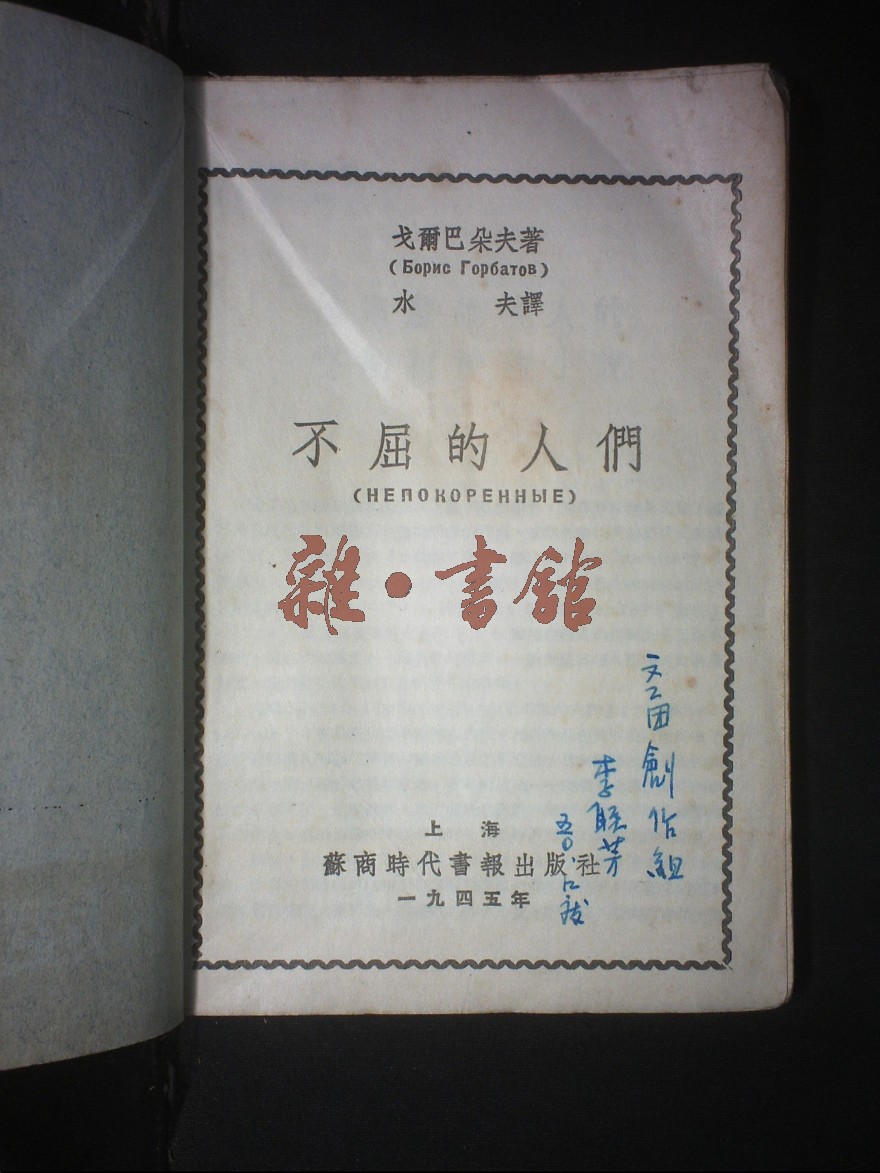 戈爾巴朵夫著
(Борис Горбатов)
水 夫譯
不屈的人們
(НЕПОКОРЕННЫЕ)
雜•書舘
文工团創作組
李联芳
上 海
蘇商時代書報出版社
一九四五年